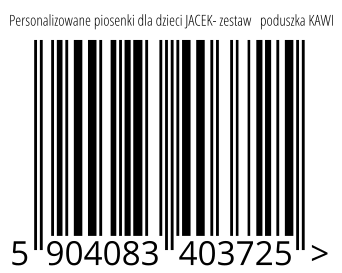 Personalizowane piosenki dla dzieci JACEK- zestaw poduszka KAWI
5 904083 403725 >